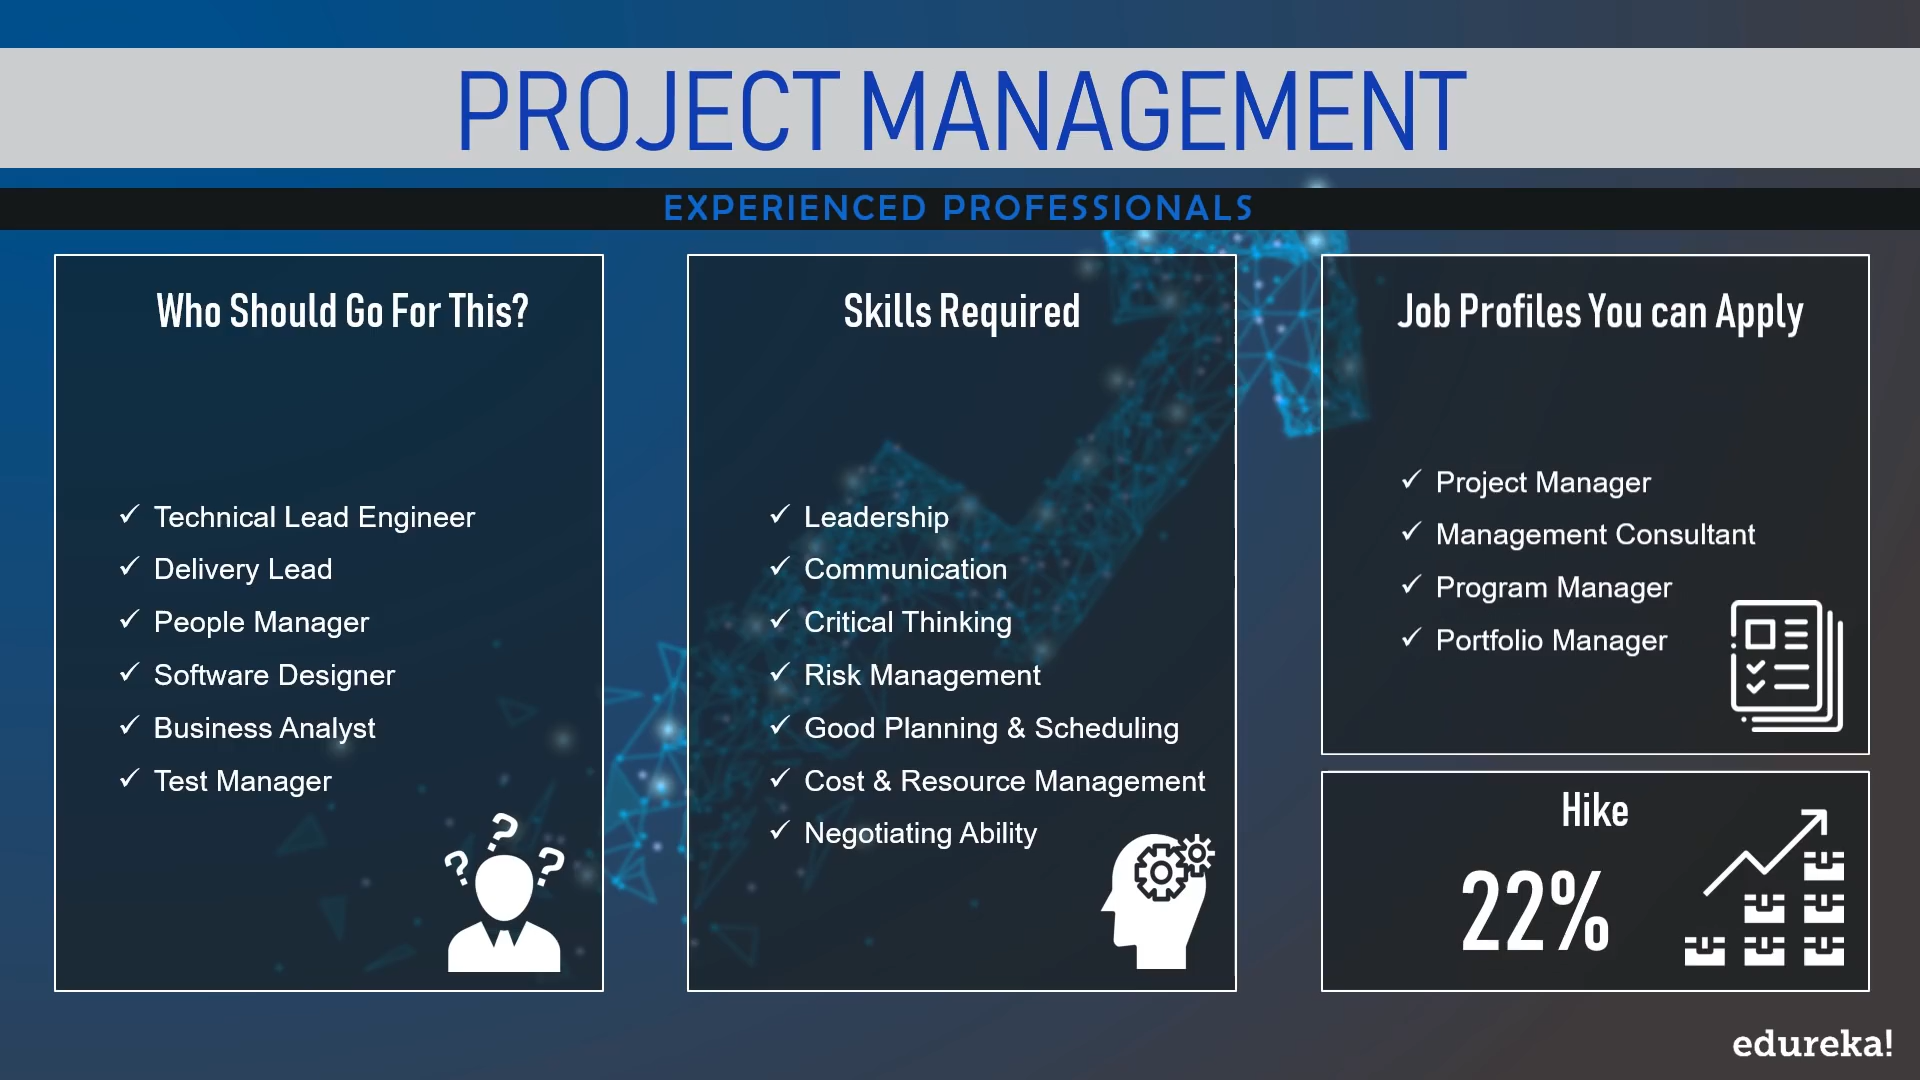 PROJECT MANAGEMENT
EXPERIENCED PROFESSIONALS
Who Should Go For This?
✓ Technical Lead Engineer
✓ Delivery Lead
✓ People Manager
✓ Software Designer
✓ Business Analyst
✓ Test Manager
? ? ?
Skills Required
✓ Leadership
✓ Communication
✓ Critical Thinking
✓ Risk Management
✓ Good Planning & Scheduling
✓ Cost & Resource Management
✓ Negotiating Ability
Job Profiles You can Apply
✓ Project Manager
✓ Management Consultant
✓ Program Manager
✓ Portfolio Manager
Hike
22%
edureka!